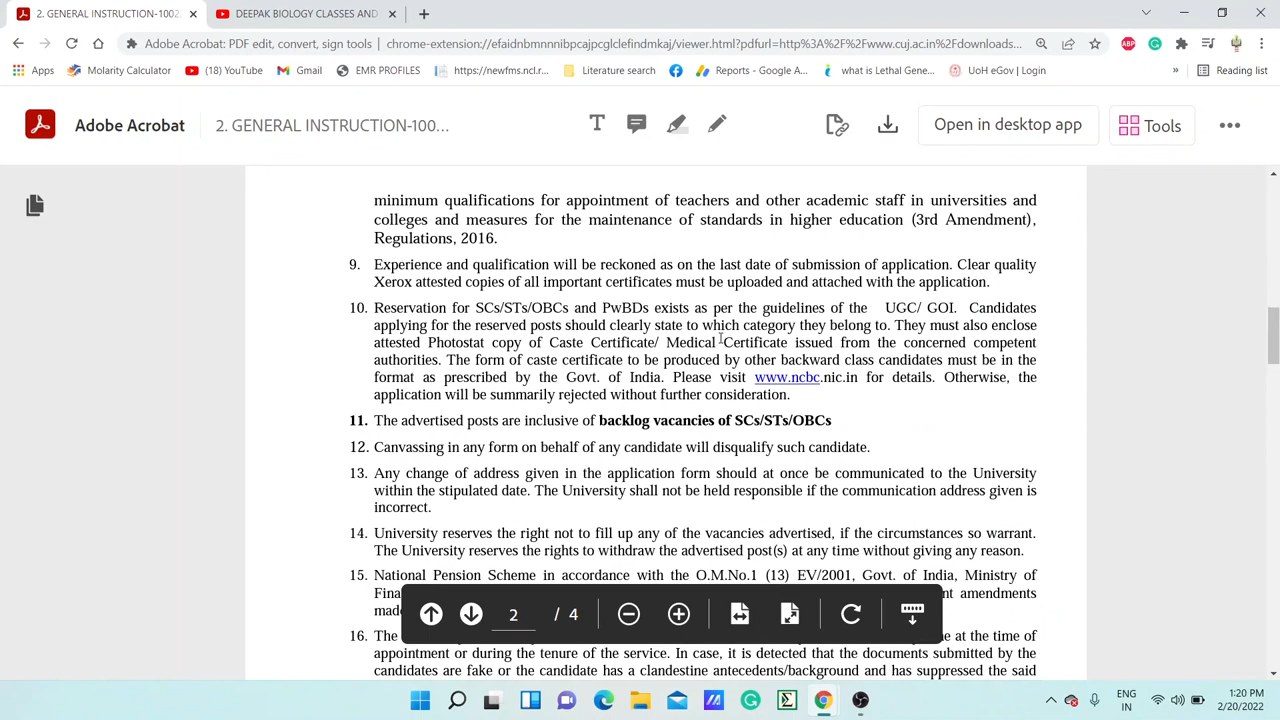 2. GENERAL INSTRUCTION-1002
DEEPAK BIOLOGY CLASSES AND
Adobe Acrobat: PDF edit, convert, sign tools | chrome-extension://efaidnbmnnnibpcajpcglclefindmkaj/viewer.html?pdfurl=http%3A%2F%2Fwww.cuj.ac.in%2Fdownloads...
Apps
Molarity Calculator
(18) YouTube
Gmail
EMR PROFILES
https://newfms.ncl.r...
Literature search
Reports - Google A...
what is Lethal Gene...
UoH eGov | Login
»
Reading list
Adobe Acrobat
2. GENERAL INSTRUCTION-100...
Open in desktop app
Tools
minimum qualifications for appointment of teachers and other academic staff in universities and
colleges and measures for the maintenance of standards in higher education (3rd Amendment),
Regulations, 2016.
9. Experience and qualification will be reckoned as on the last date of submission of application. Clear quality
Xerox attested copies of all important certificates must be uploaded and attached with the application.
10. Reservation for SCs/STs/OBCs and PwBDs exists as per the guidelines of the UGC/ GOI. Candidates
applying for the reserved posts should clearly state to which category they belong to. They must also enclose
attested Photostat copy of Caste Certificate/ Medical Certificate issued from the concerned competent
authorities. The form of caste certificate to be produced by other backward class candidates must be in the
format as prescribed by the Govt. of India. Please visit www.ncbc.nic.in for details. Otherwise, the
application will be summarily rejected without further consideration.
11. The advertised posts are inclusive of backlog vacancies of SCs/STs/OBCs
12. Canvassing in any form on behalf of any candidate will disqualify such candidate.
13. Any change of address given in the application form should at once be communicated to the University
within the stipulated date. The University shall not be held responsible if the communication address given is
incorrect.
14. University reserves the right not to fill up any of the vacancies advertised, if the circumstances so warrant.
The University reserves the rights to withdraw the advertised post(s) at any time without giving any reason.
15. National Pension Scheme in accordance with the O.M.No.1 (13) EV/2001, Govt. of India, Ministry of
Fina nt amendments
mad
2 / 4
16. The e at the time of
appointment or during the tenure of the service. In case, it is detected that the documents submitted by the
candidates are fake or the candidate has a clandestine antecedents/background and has suppressed the said
ENG
IN
1:20 PM
2/20/2022